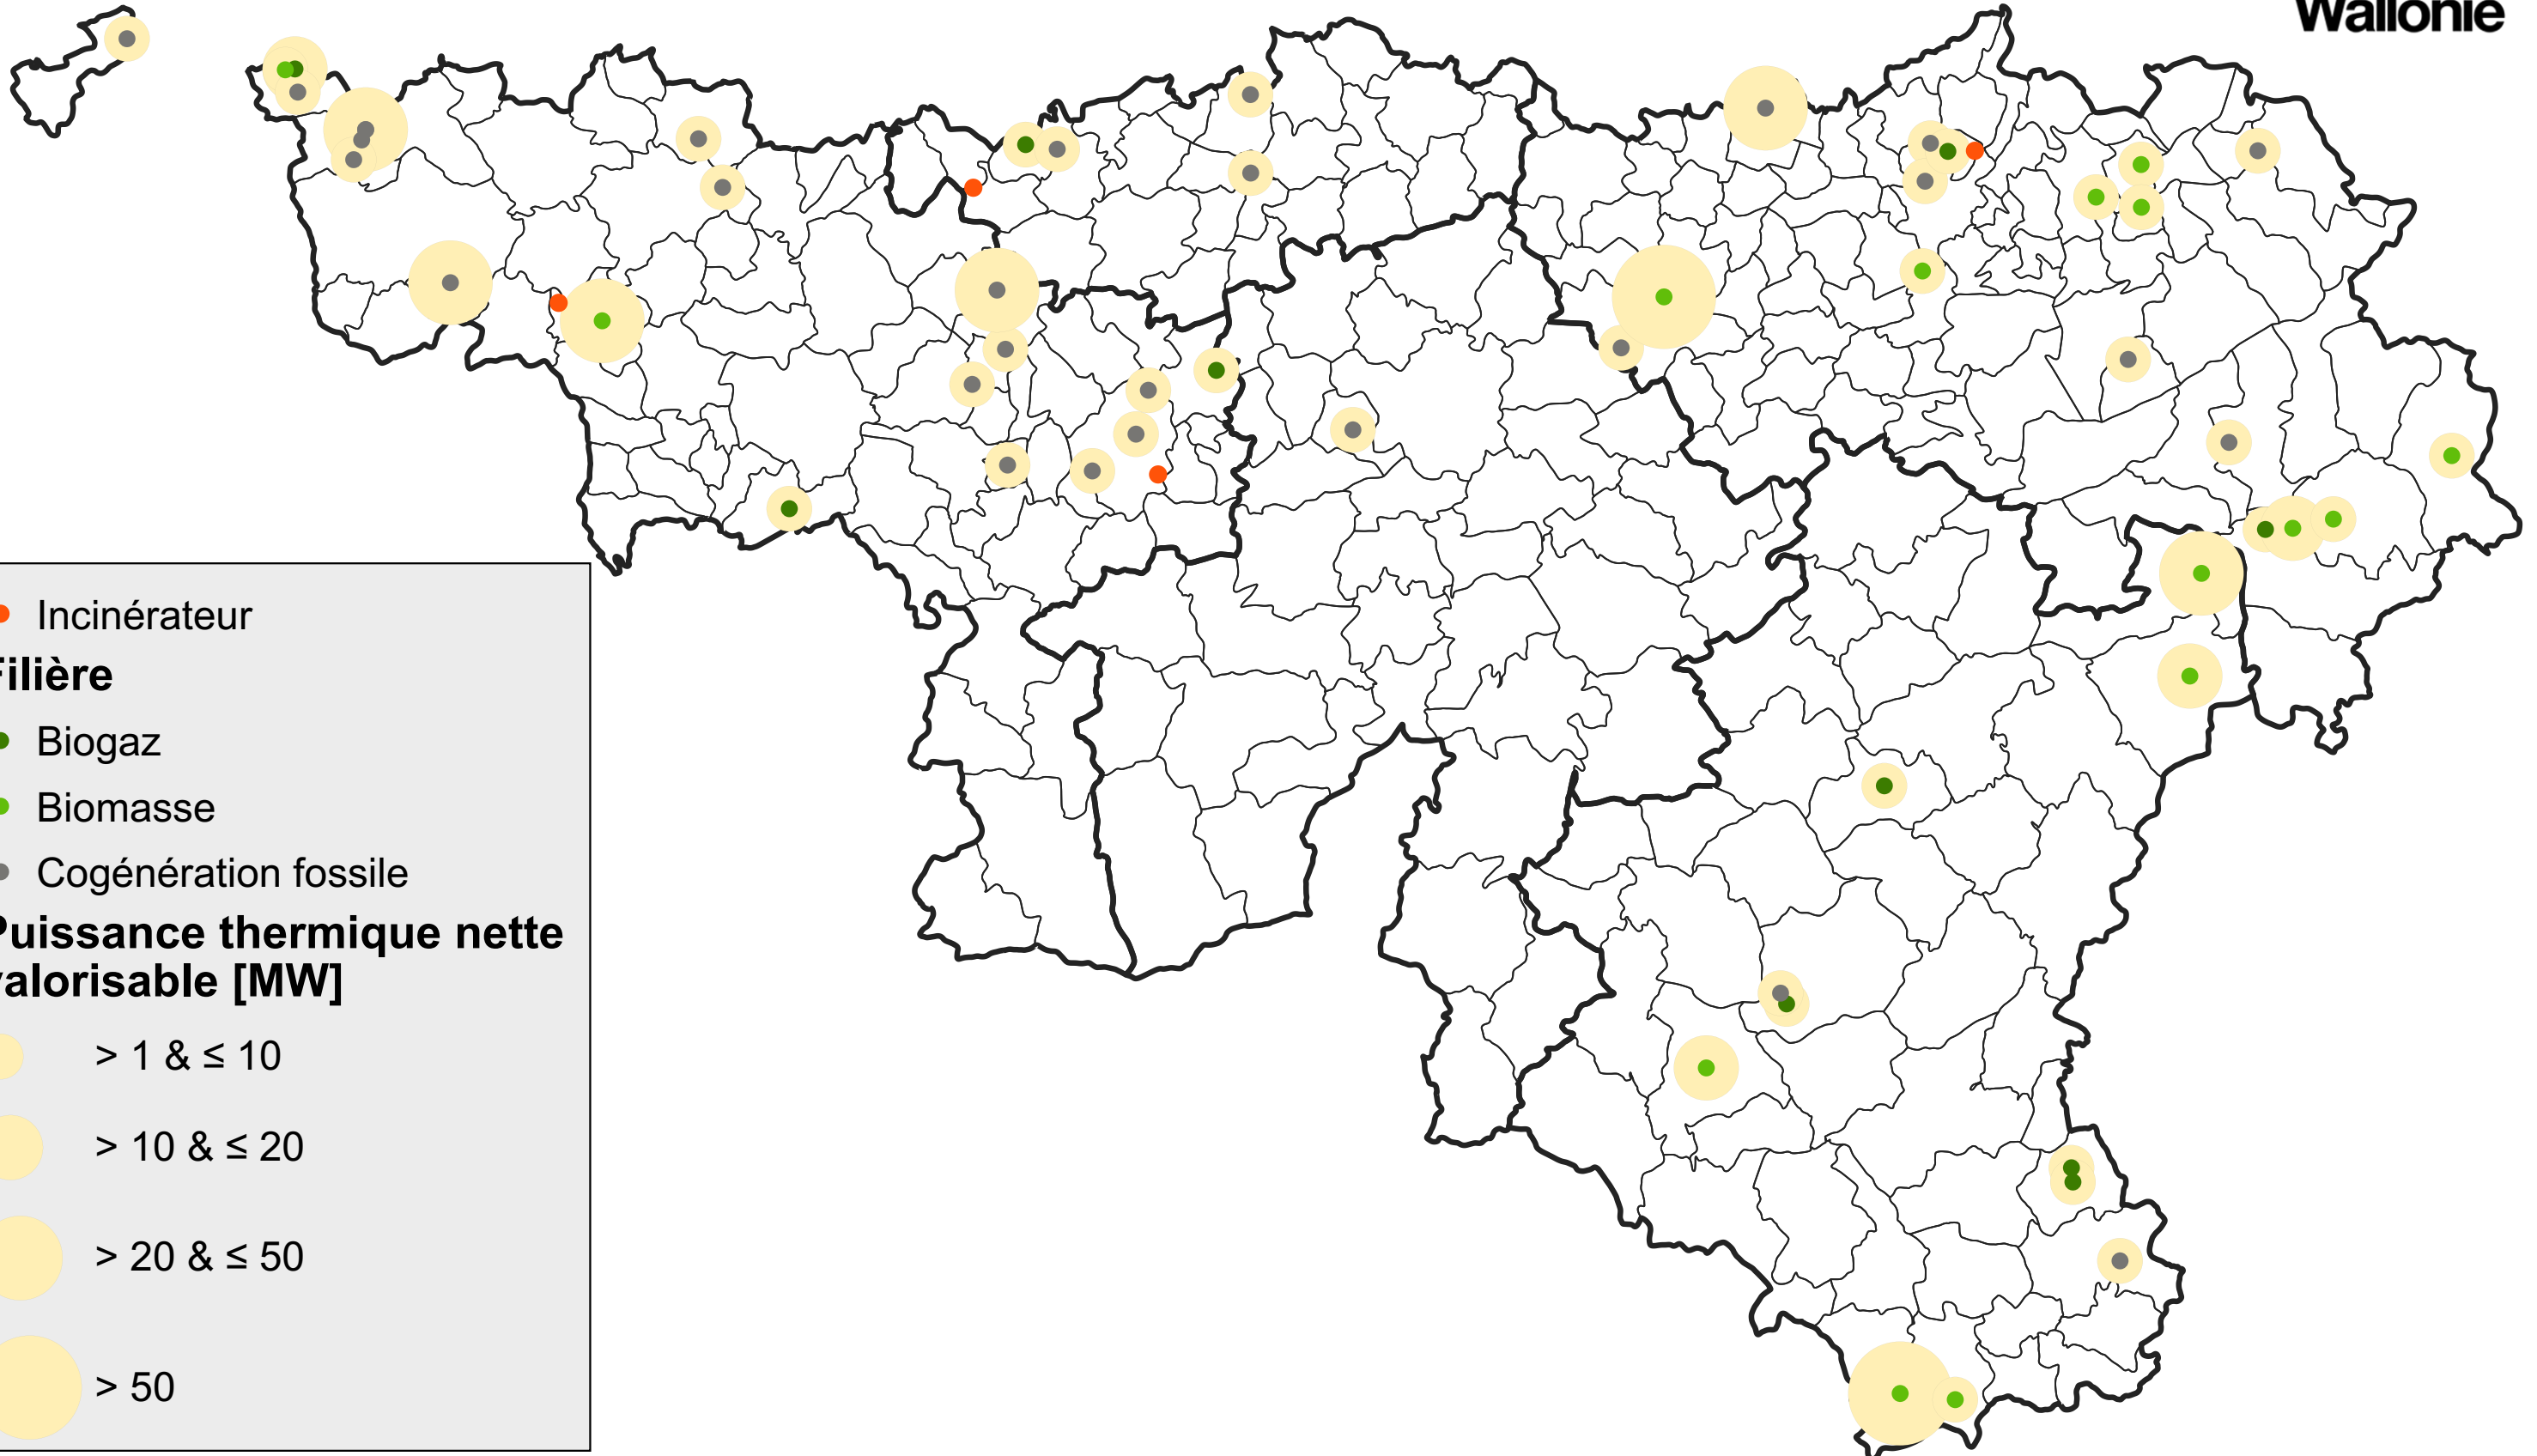 Wallonie
Incinérateur
Filière
Biogaz
Biomasse
Cogénération fossile
Puissance thermique nette
valorisable [MW]
> 1 & ≤ 10
> 10 & ≤ 20
> 20 & ≤ 50
> 50